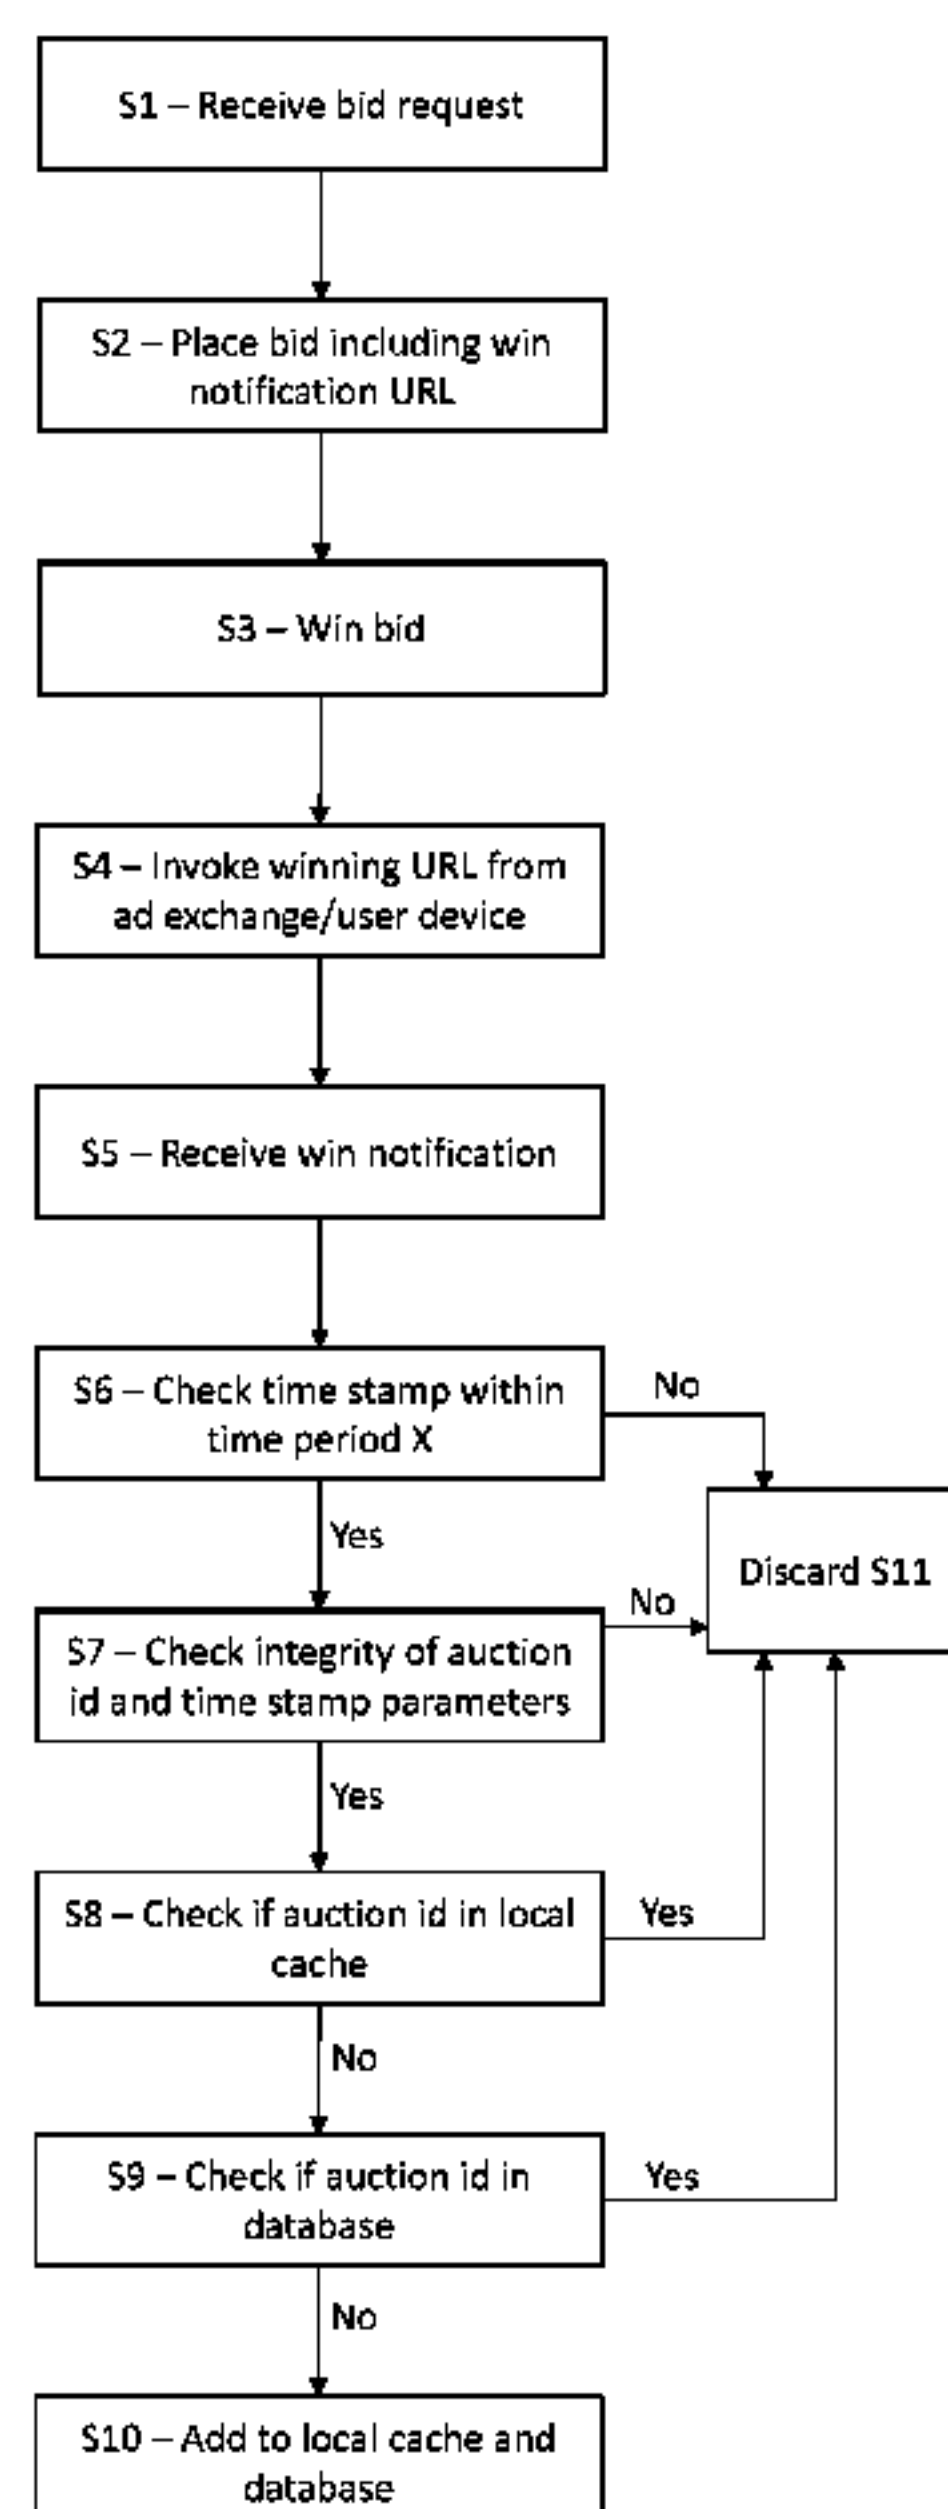 S1 – Receive bid request
S2 – Place bid including win
notification URL
S3 – Win bid
S4 – Invoke winning URL from
ad exchange/user device
S5 – Receive win notification
S6 – Check time stamp within
time period X
No
Yes
Discard S11
S7 – Check integrity of auction
id and time stamp parameters
No
Yes
S8 – Check if auction id in local
cache
Yes
No
S9 – Check if auction id in
database
Yes
No
S10 – Add to local cache and
database